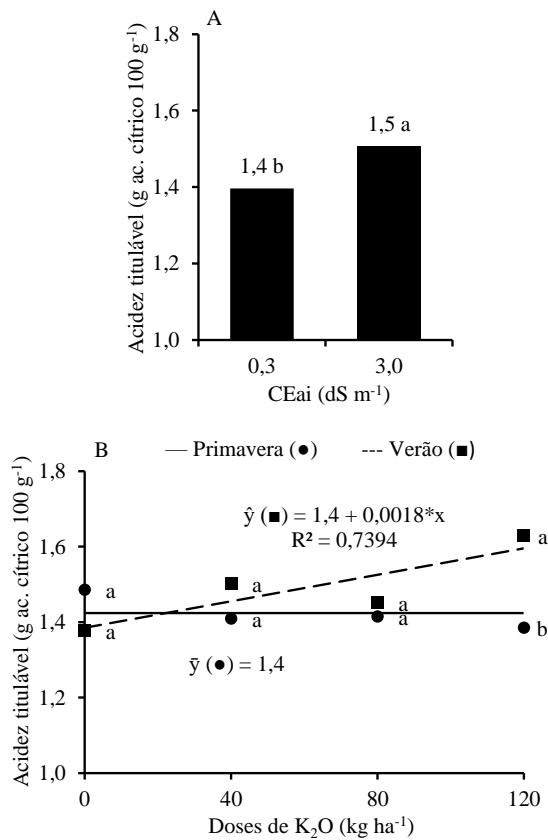 A
Acidez titulável (g ac. cítrico 100 g⁻¹)
1,8
1,6
1,4
1,2
1,0
1,4 b
1,5 a
0,3
3,0
CEai (dS m⁻¹)
B
— Primavera (●)
--- Verão (■)
Acidez titulável (g ac. cítrico 100 g⁻¹)
1,8
1,6
1,4
1,2
1,0
ŷ (■) = 1,4 + 0,0018*x
R² = 0,7394
a
a
a
a
a
a
a
b
ȳ (●) = 1,4
0
40
80
120
Doses de K₂O (kg ha⁻¹)